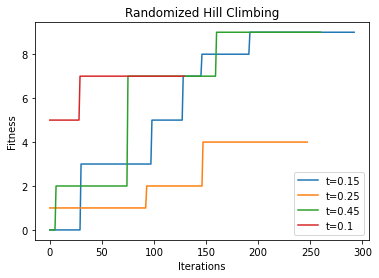 Randomized Hill Climbing
Fitness
8
6
4
2
0
0 50 100 150 200 250 300
Iterations
t=0.15
t=0.25
t=0.45
t=0.1